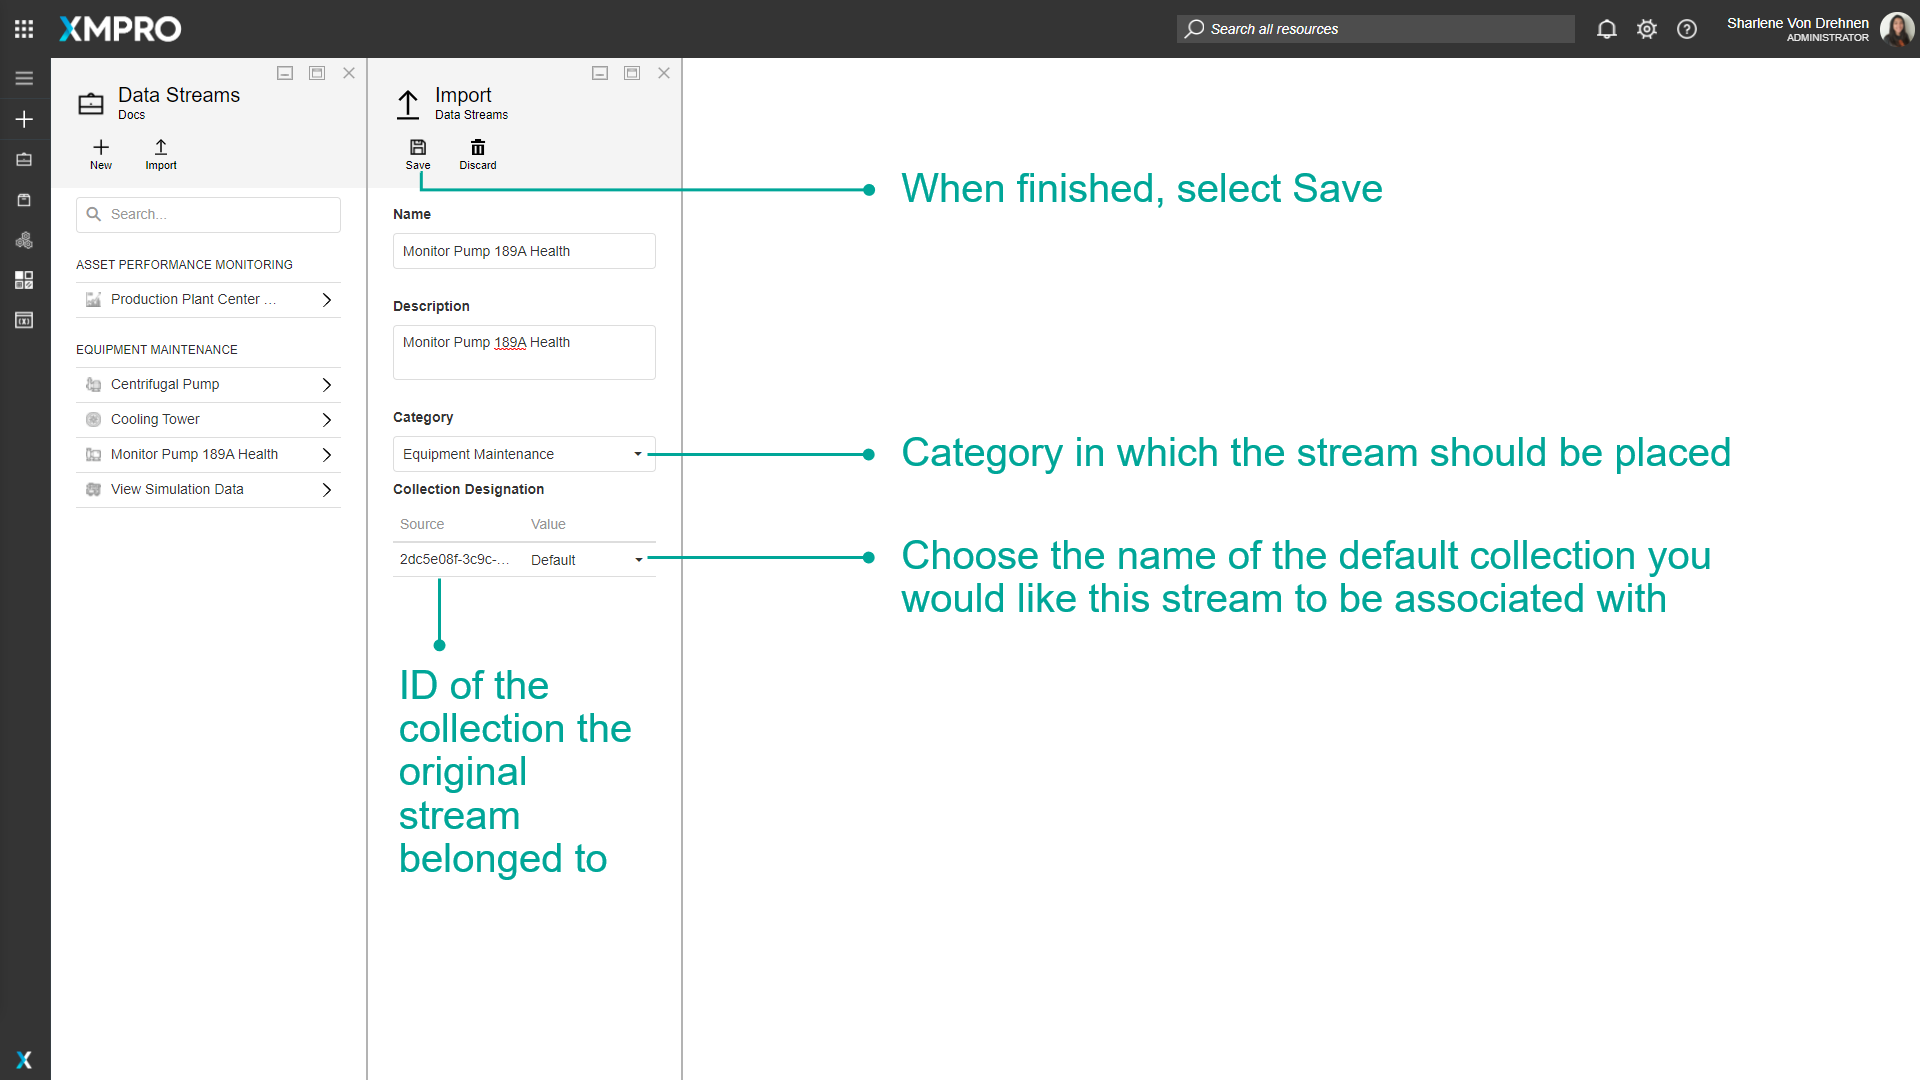 XMPRO
Search all resources
Sharlene Von Drehnen
ADMINISTRATOR
Data Streams
Docs
New
Import
Search...
ASSET PERFORMANCE MONITORING
Production Plant Center ...
EQUIPMENT MAINTENANCE
Centrifugal Pump
Cooling Tower
Monitor Pump 189A Health
View Simulation Data
Import
Data Streams
Save
Discard
Name
Monitor Pump 189A Health
Description
Monitor Pump 189A Health
Category
Equipment Maintenance
Collection Designation
Source Value
2dc5e08f-3c9c-... Default
ID of the
collection the
original
stream
belonged to
When finished, select Save
Category in which the stream should be placed
Choose the name of the default collection you
would like this stream to be associated with